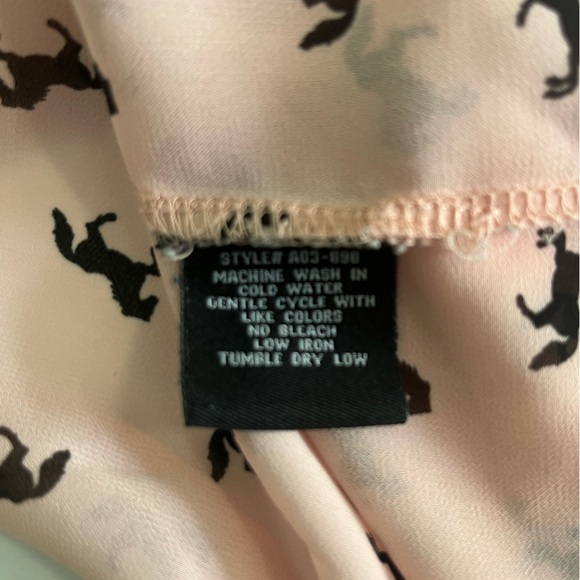 STYLE# A03-898
MACHINE WASH IN
COLD WATER
GENTLE CYCLE WITH
LIKE COLORS
NO BLEACH
LOW IRON
TUMBLE DRY LOW